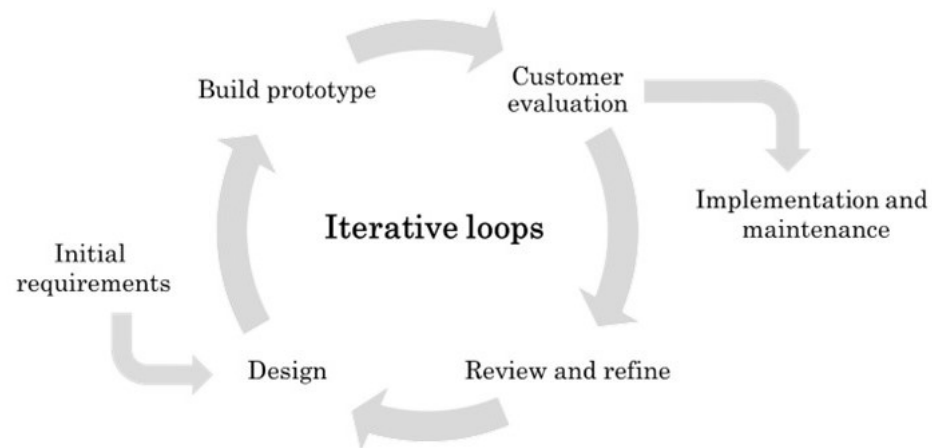 Build prototype
Customer
evaluation
Implementation and
maintenance
Iterative loops
Initial
requirements
Design
Review and refine